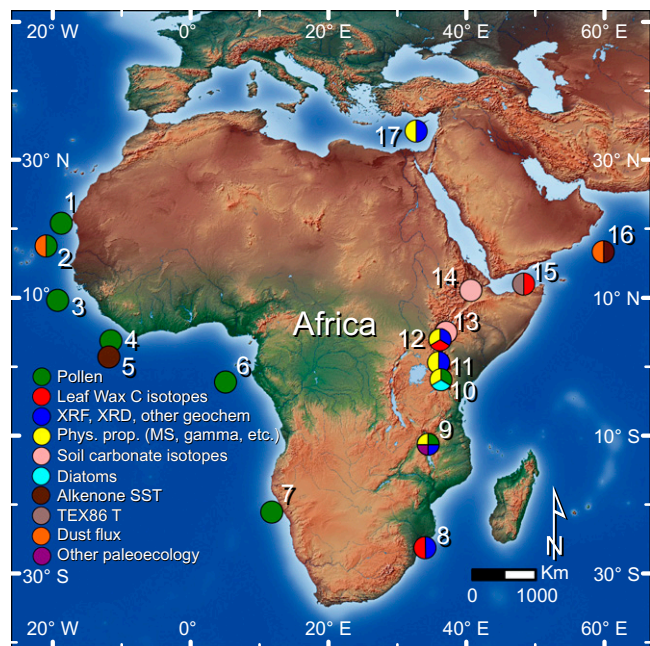 20° W 0° 20° E 40° E 60° E
17
30° N 30° N
1
2
16
14 15
10° 3 10° N
Africa
13
12
4
5 11
6
10
Pollen
Leaf Wax C isotopes
XRF, XRD, other geochem
Phys. prop. (MS, gamma, etc.)
9
10° S
Soil carbonate isotopes
Diatoms
Alkenone SST
7
TEX86 T
Dust flux
8
Other paleoecology
N
30° S 30° S
Km
0 1000
20° W 0° 20° E 40° E 60° E